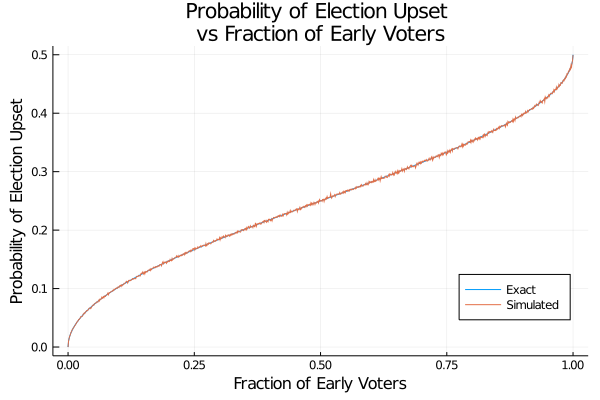 Probability of Election Upset
vs Fraction of Early Voters
Probability of Election Upset
0.5
0.4
0.3
0.2
0.1
0.0
Exact
Simulated
0.00
0.25
0.50
0.75
1.00
Fraction of Early Voters